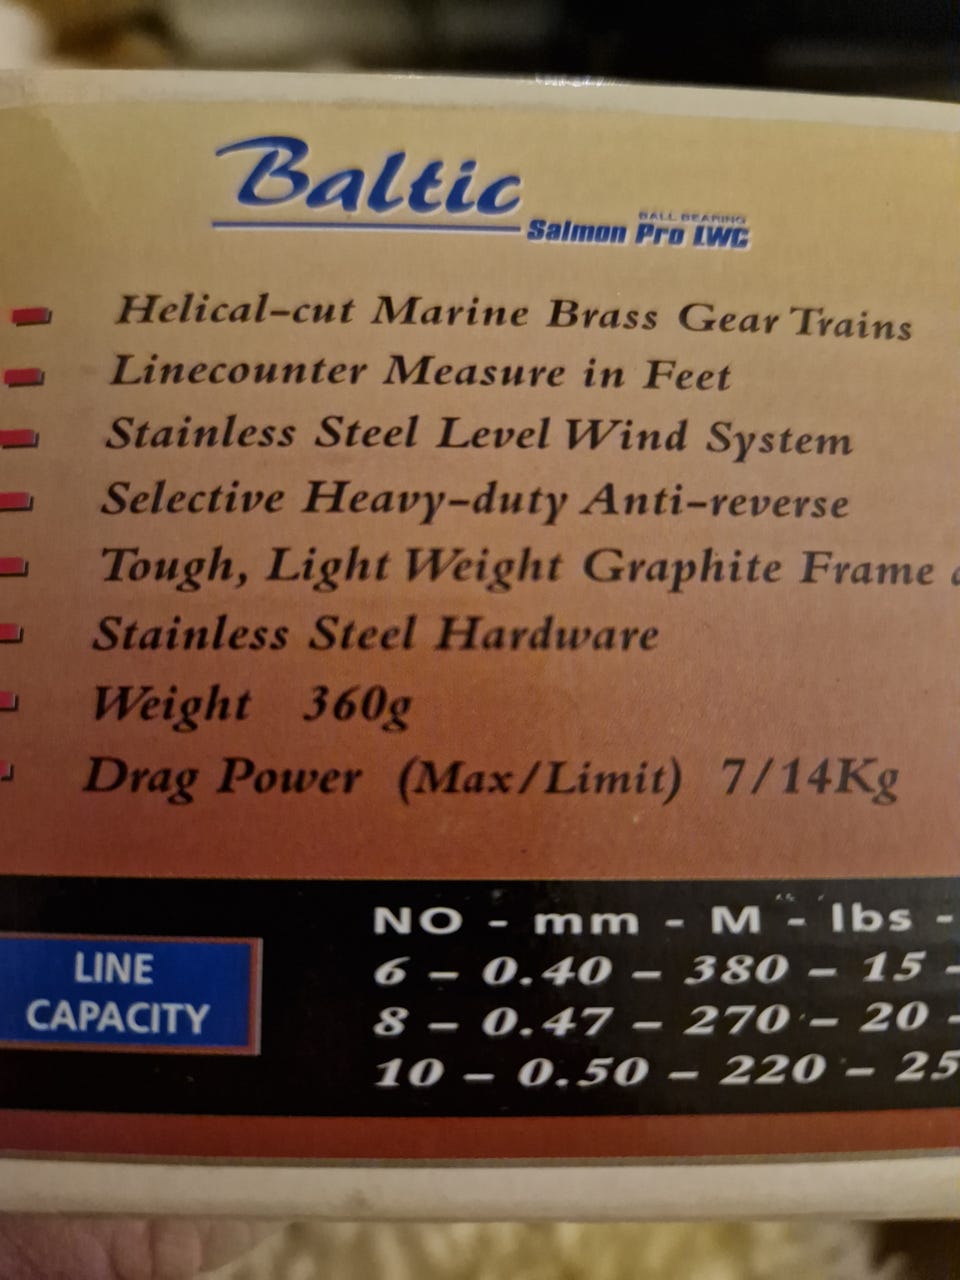 Baltic
BALL BEARING
Salmon Pro LWC
Helical-cut Marine Brass Gear Trains
Linecounter Measure in Feet
Stainless Steel Level Wind System
Selective Heavy-duty Anti-reverse
Tough, Light Weight Graphite Frame
Stainless Steel Hardware
Weight 360g
Drag Power (Max/Limit) 7/14Kg
LINE
CAPACITY
NO - mm - M - lbs -
6 – 0.40 – 380 – 15 –
8 – 0.47 – 270 – 20 –
10 – 0.50 – 220 – 25